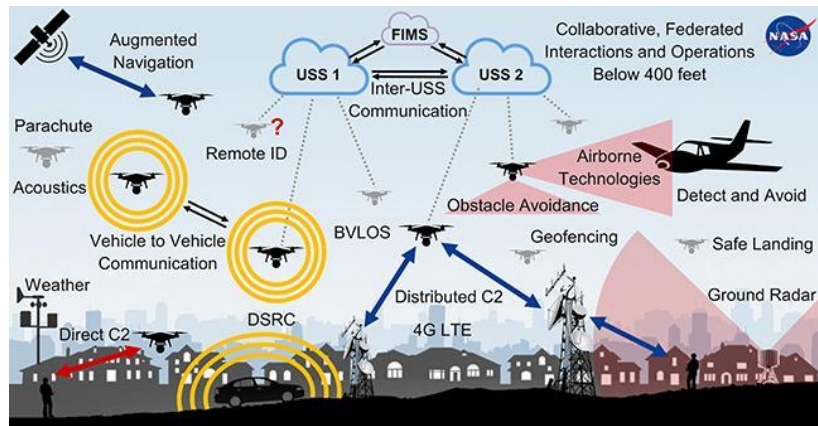 FIMS
USS 1
USS 2
Inter-USS
Communication
Collaborative, Federated
Interactions and Operations
Below 400 feet
NASA
Augmented
Navigation
Parachute
Acoustics
Remote ID
?
Airborne
Technologies
Detect and Avoid
Obstacle Avoidance
Vehicle to Vehicle
Communication
BVLOS
Geofencing
Safe Landing
Weather
Direct C2
DSRC
Distributed C2
4G LTE
Ground Radar